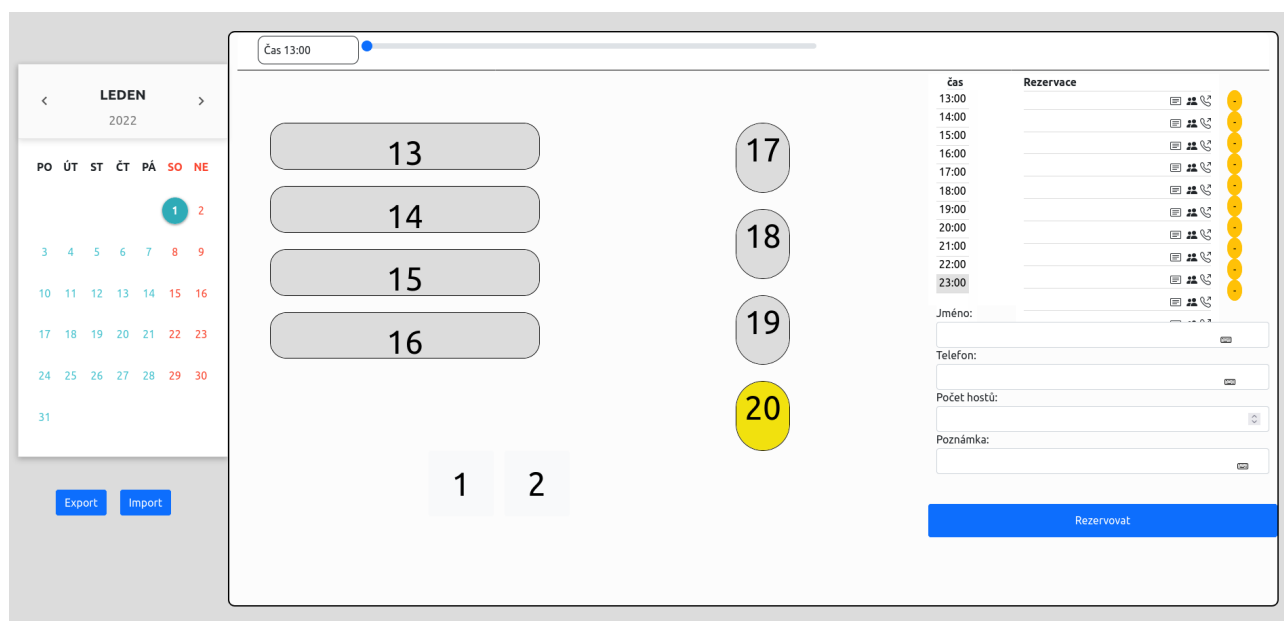 Čas 13:00
LEDEN
2022
PO ÚT ST ČT PÁ SO NE
1 2
3 4 5 6 7 8 9
10 11 12 13 14 15 16
17 18 19 20 21 22 23
24 25 26 27 28 29 30
31
Export Import
13
14
15
16
17
18
19
20
1 2
čas Rezervace
13:00 -
14:00 -
15:00 -
16:00 -
17:00 -
18:00 -
19:00 -
20:00 -
21:00 -
22:00 -
23:00
Jméno:
Telefon:
Počet hostů:
Poznámka:
Rezervovat